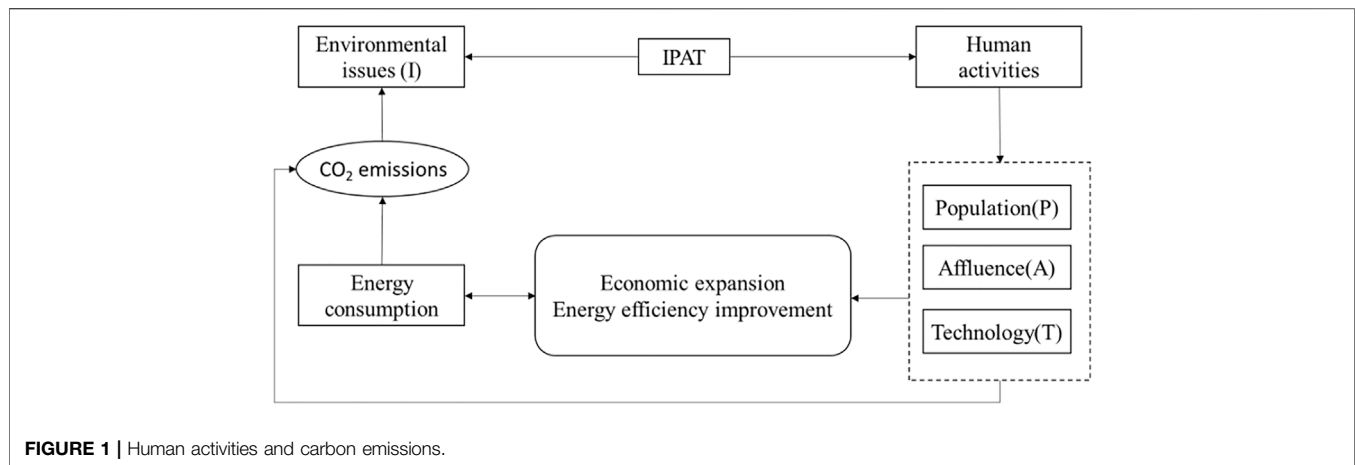 Environmental
issues (I)
IPAT
Human
activities
CO₂ emissions
Population(P)
Affluence(A)
Technology(T)
Energy
consumption
Economic expansion
Energy efficiency improvement
FIGURE 1 | Human activities and carbon emissions.